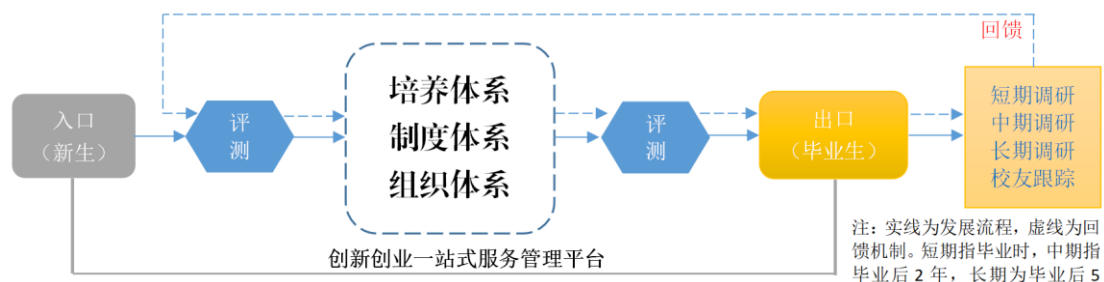 回馈
入口
（新生）
评
测
培养体系
制度体系
组织体系
评
测
出口
（毕业生）
短期调研
中期调研
长期调研
校友跟踪
创新创业一站式服务管理平台
注：实线为发展流程，虚线为回
馈机制。短期指毕业时，中期指
毕业后 2 年，长期为毕业后 5